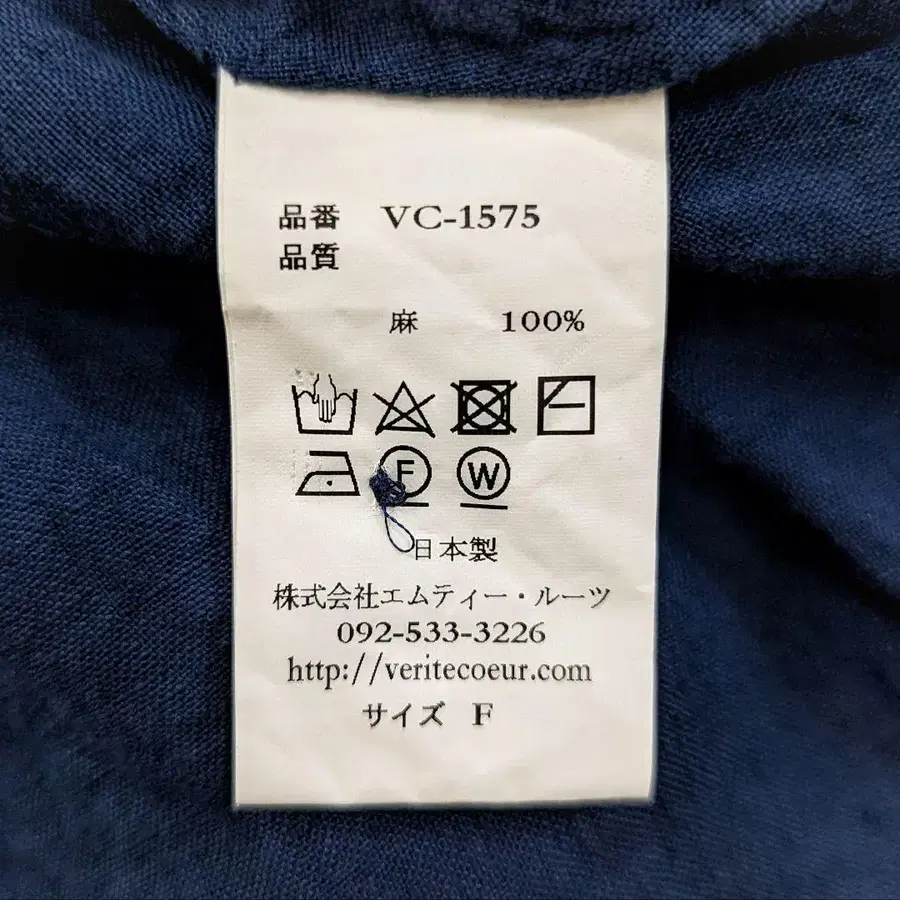 品番 VC-1575
品質
麻 100%
F W
日本製
株式会社エムティー・ルーツ
092-533-3226
http://veritecoeur.com
サイズ F